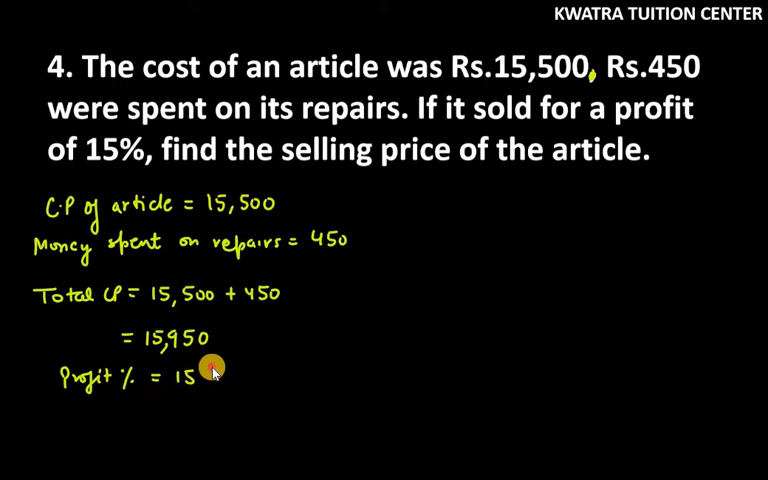 KWATRA TUITION CENTER
4. The cost of an article was Rs.15,500, Rs.450
were spent on its repairs. If it sold for a profit
of 15%, find the selling price of the article.
C.P of article = 15,500
Money spent on repairs = 450
Total CP = 15,500 + 450
= 15,950
Profit % = 15